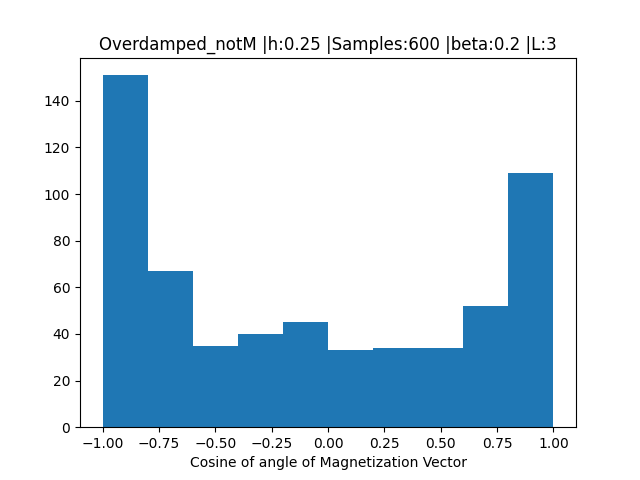 Overdamped_notM |h:0.25 |Samples:600 |beta:0.2 |L:3
140
120
100
80
60
40
20
0
−1.00 −0.75 −0.50 −0.25 0.00 0.25 0.50 0.75 1.00
Cosine of angle of Magnetization Vector